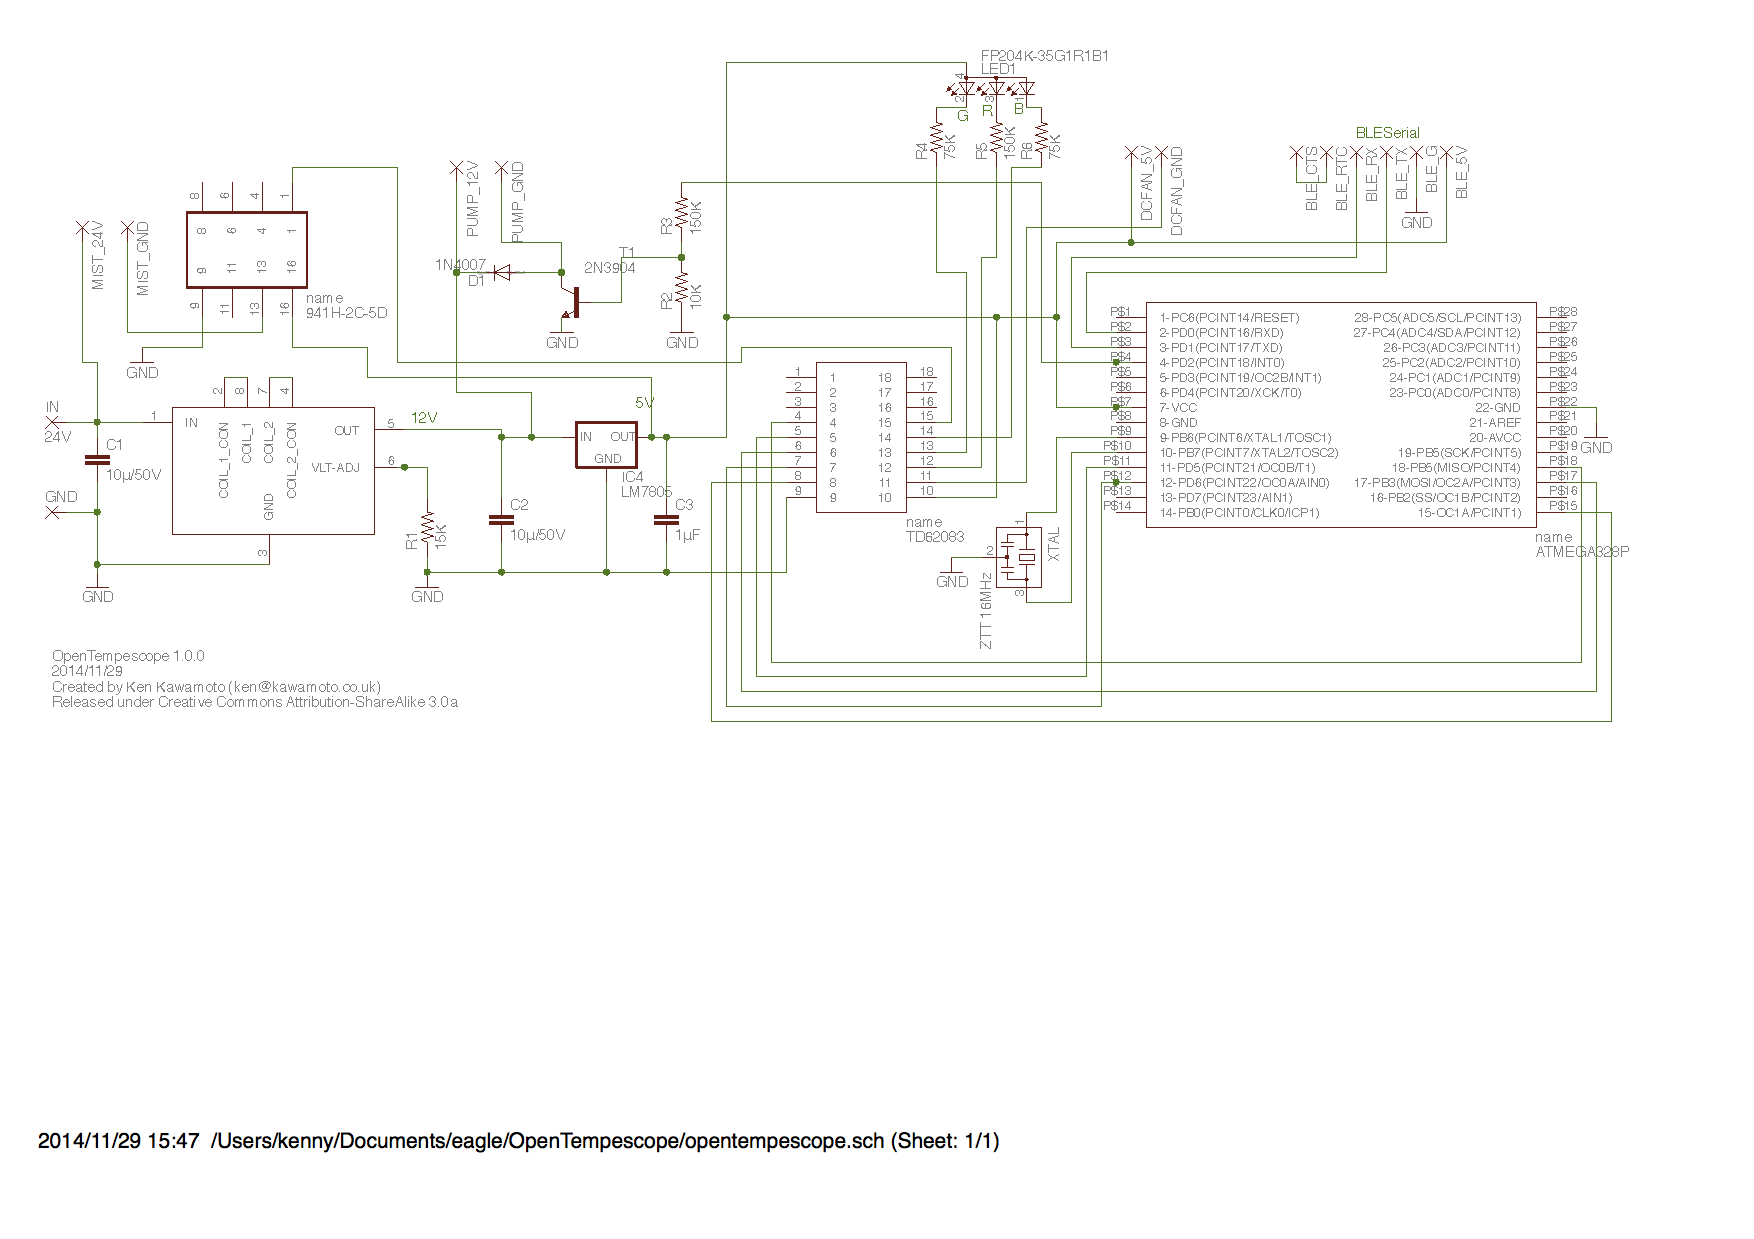 FP204K-35G1R1B1
LED1
4
2
3
1
G
R
B
R4
75K
R5
150K
R6
75K
BLESerial
BLE_CTS
BLE_RTC
BLE_RX
BLE_TX
BLE_G
BLE_5V
GND
DCFAN_5V
DCFAN_GND
PUMP_12V
PUMP_GND
MIST_24V
MIST_GND
8
6
4
1
8 6 4 1
9 11 13 16
9
11
13
16
name
941H-2C-5D
GND
1N4007
D1
T1
2N3904
GND
R3
150K
R2
10K
GND
IN
24V
C1
10µ/50V
GND
GND
1
IN
2
8
7
4
COIL_1_CON
COIL_1
COIL_2
COIL_2_CON
OUT
5
12V
VLT-ADJ
6
GND
3
R1
15K
GND
5V
IN OUT
GND
IC4
LM7805
C2
10µ/50V
C3
1µF
1 1 18 18
2 2 17 17
3 3 16 16
4 4 15 15
5 5 14 14
6 6 13 13
7 7 12 12
8 8 11 11
9 9 10 10
name
TD62083
GND
2
1
3
XTAL
ZTT 16MHz
P$1 1-PC6(PCINT14/RESET) 28-PC5(ADC5/SCL/PCINT13) P$28
P$2 2-PD0(PCINT16/RXD) 27-PC4(ADC4/SDA/PCINT12) P$27
P$3 3-PD1(PCINT17/TXD) 26-PC3(ADC3/PCINT11) P$26
P$4 4-PD2(PCINT18/INT0) 25-PC2(ADC2/PCINT10) P$25
P$5 5-PD3(PCINT19/OC2B/INT1) 24-PC1(ADC1/PCINT9) P$24
P$6 6-PD4(PCINT20/XCK/T0) 23-PC0(ADC0/PCINT8) P$23
P$7 7-VCC 22-GND P$22
P$8 8-GND 21-AREF P$21
P$9 9-PB6(PCINT6/XTAL1/TOSC1) 20-AVCC P$20
P$10 10-PB7(PCINT7/XTAL2/TOSC2) 19-PB5(SCK/PCINT5) P$19
P$11 11-PD5(PCINT21/OC0B/T1) 18-PB5(MISO/PCINT4) P$18
P$12 12-PD6(PCINT22/OC0A/AIN0) 17-PB3(MOSI/OC2A/PCINT3) P$17
P$13 13-PD7(PCINT23/AIN1) 16-PB2(SS/OC1B/PCINT2) P$16
P$14 14-PB0(PCINT0/CLK0/ICP1) 15-OC1A/PCINT1) P$15
GND
name
ATMEGA328P
OpenTempescope 1.0.0
2014/11/29
Created by Ken Kawamoto (ken@kawamoto.co.uk)
Released under Creative Commons Attribution-ShareAlike 3.0a
2014/11/29 15:47 /Users/kenny/Documents/eagle/OpenTempescope/opentempescope.sch (Sheet: 1/1)